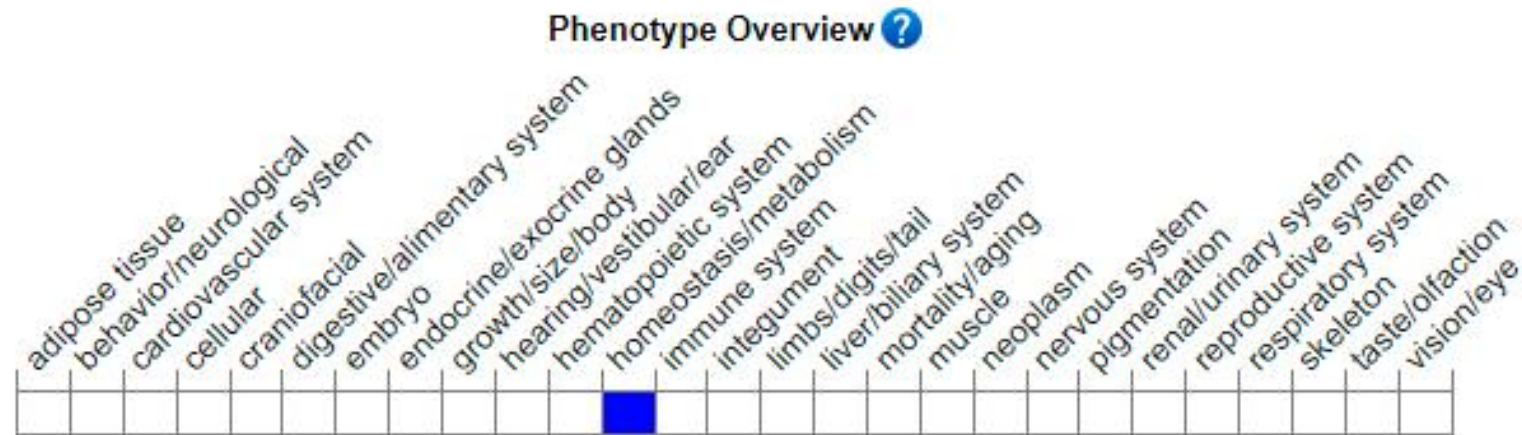 Phenotype Overview ?
adipose tissue
behavior/neurological
cardiovascular system
cellular
craniofacial
digestive/alimentary system
embryo
endocrine/exocrine glands
growth/size/body
hearing/vestibular/ear
hematopoietic system
homeostasis/metabolism
immune system
integument
limbs/digits/tail
liver/biliary system
mortality/aging
muscle
neoplasm
nervous system
pigmentation
renal/urinary system
reproductive system
respiratory system
skeleton
taste/olfaction
vision/eye